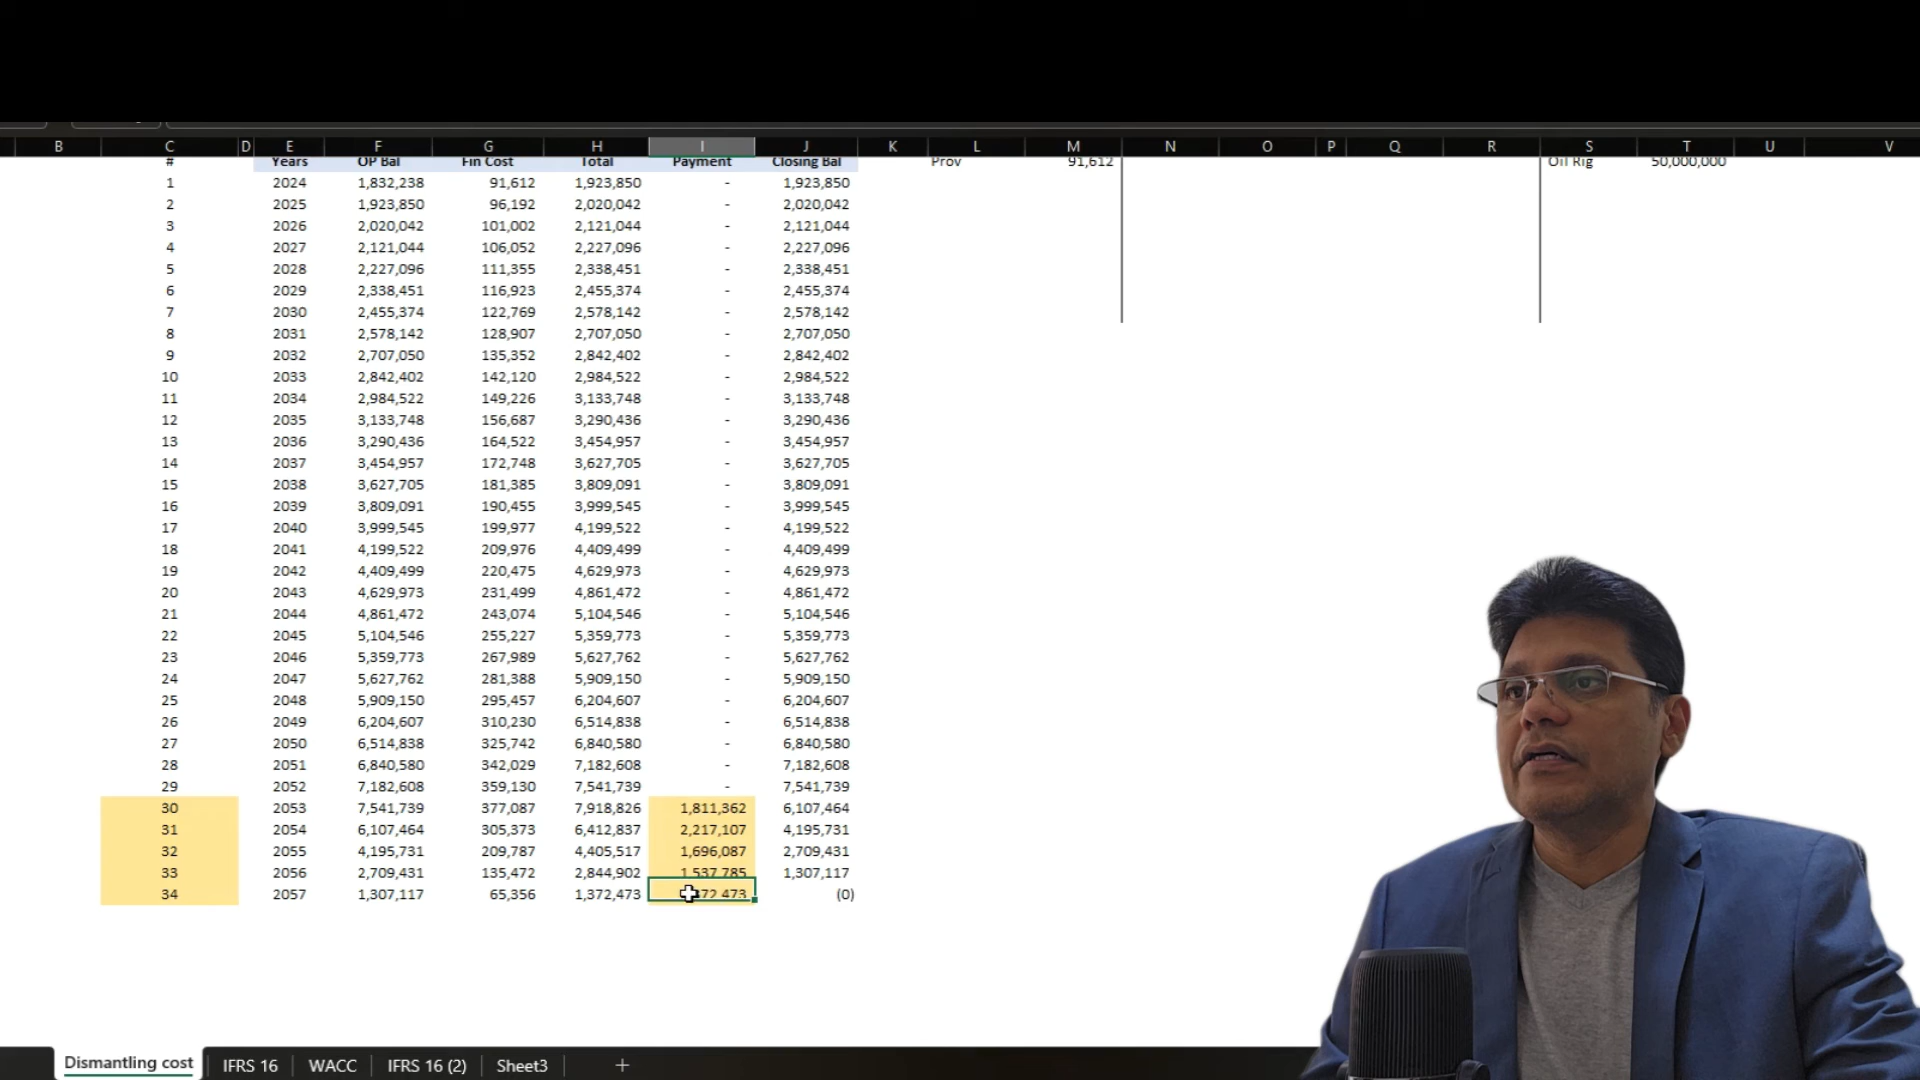 B C D E F G H I J K L M N O P Q R S T U V
# Years OP Bal Fin Cost Total Payment Closing Bal Prov 91,612 Oil Rig 50,000,000
1 2024 1,832,238 91,612 1,923,850 - 1,923,850
2 2025 1,923,850 96,192 2,020,042 - 2,020,042
3 2026 2,020,042 101,002 2,121,044 - 2,121,044
4 2027 2,121,044 106,052 2,227,096 - 2,227,096
5 2028 2,227,096 111,355 2,338,451 - 2,338,451
6 2029 2,338,451 116,923 2,455,374 - 2,455,374
7 2030 2,455,374 122,769 2,578,142 - 2,578,142
8 2031 2,578,142 128,907 2,707,050 - 2,707,050
9 2032 2,707,050 135,352 2,842,402 - 2,842,402
10 2033 2,842,402 142,120 2,984,522 - 2,984,522
11 2034 2,984,522 149,226 3,133,748 - 3,133,748
12 2035 3,133,748 156,687 3,290,436 - 3,290,436
13 2036 3,290,436 164,522 3,454,957 - 3,454,957
14 2037 3,454,957 172,748 3,627,705 - 3,627,705
15 2038 3,627,705 181,385 3,809,091 - 3,809,091
16 2039 3,809,091 190,455 3,999,545 - 3,999,545
17 2040 3,999,545 199,977 4,199,522 - 4,199,522
18 2041 4,199,522 209,976 4,409,499 - 4,409,499
19 2042 4,409,499 220,475 4,629,973 - 4,629,973
20 2043 4,629,973 231,499 4,861,472 - 4,861,472
21 2044 4,861,472 243,074 5,104,546 - 5,104,546
22 2045 5,104,546 255,227 5,359,773 - 5,359,773
23 2046 5,359,773 267,989 5,627,762 - 5,627,762
24 2047 5,627,762 281,388 5,909,150 - 5,909,150
25 2048 5,909,150 295,457 6,204,607 - 6,204,607
26 2049 6,204,607 310,230 6,514,838 - 6,514,838
27 2050 6,514,838 325,742 6,840,580 - 6,840,580
28 2051 6,840,580 342,029 7,182,608 - 7,182,608
29 2052 7,182,608 359,130 7,541,739 - 7,541,739
30 2053 7,541,739 377,087 7,918,826 1,811,362 6,107,464
31 2054 6,107,464 305,373 6,412,837 2,217,107 4,195,731
32 2055 4,195,731 209,787 4,405,517 1,696,087 2,709,431
33 2056 2,709,431 135,472 2,844,902 1,537,785 1,307,117
34 2057 1,307,117 65,356 1,372,473 (0)
Dismantling cost IFRS 16 WACC IFRS 16 (2) Sheet3 +